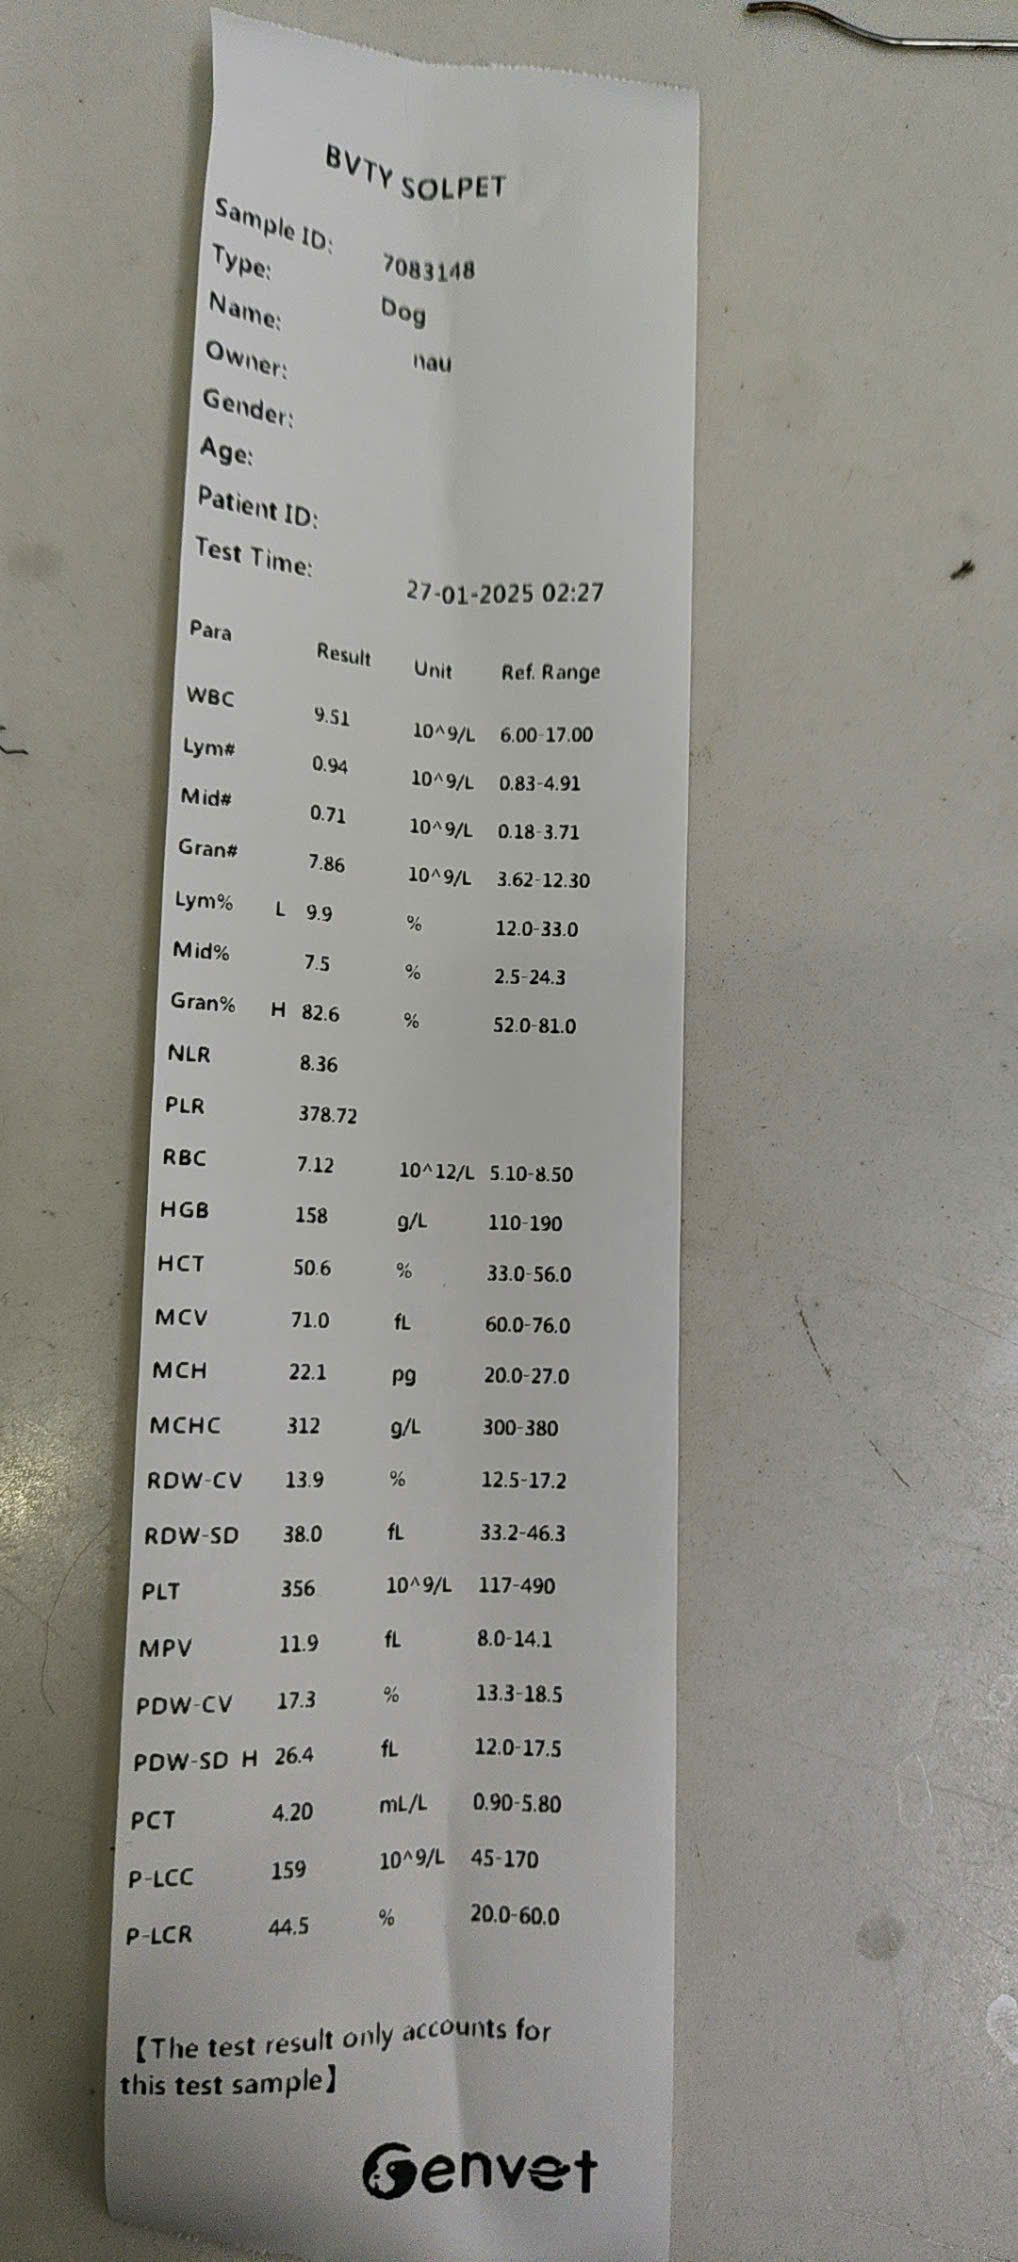 BVTY SOLPET
Sample ID: 7083148
Type: Dog
Name: nau
Owner:
Gender:
Age:
Patient ID:
Test Time: 27-01-2025 02:27
Para Result Unit Ref. Range
WBC 9.51 10^9/L 6.00-17.00
Lym# 0.94 10^9/L 0.83-4.91
Mid# 0.71 10^9/L 0.18-3.71
Gran# 7.86 10^9/L 3.62-12.30
Lym% L 9.9 % 12.0-33.0
Mid% 7.5 % 2.5-24.3
Gran% H 82.6 % 52.0-81.0
NLR 8.36
PLR 378.72
RBC 7.12 10^12/L 5.10-8.50
HGB 158 g/L 110-190
HCT 50.6 % 33.0-56.0
MCV 71.0 fL 60.0-76.0
MCH 22.1 pg 20.0-27.0
MCHC 312 g/L 300-380
RDW-CV 13.9 % 12.5-17.2
RDW-SD 38.0 fL 33.2-46.3
PLT 356 10^9/L 117-490
MPV 11.9 fL 8.0-14.1
PDW-CV 17.3 % 13.3-18.5
PDW-SD H 26.4 fL 12.0-17.5
PCT 4.20 mL/L 0.90-5.80
P-LCC 159 10^9/L 45-170
P-LCR 44.5 % 20.0-60.0
【The test result only accounts for
this test sample】
Genvet